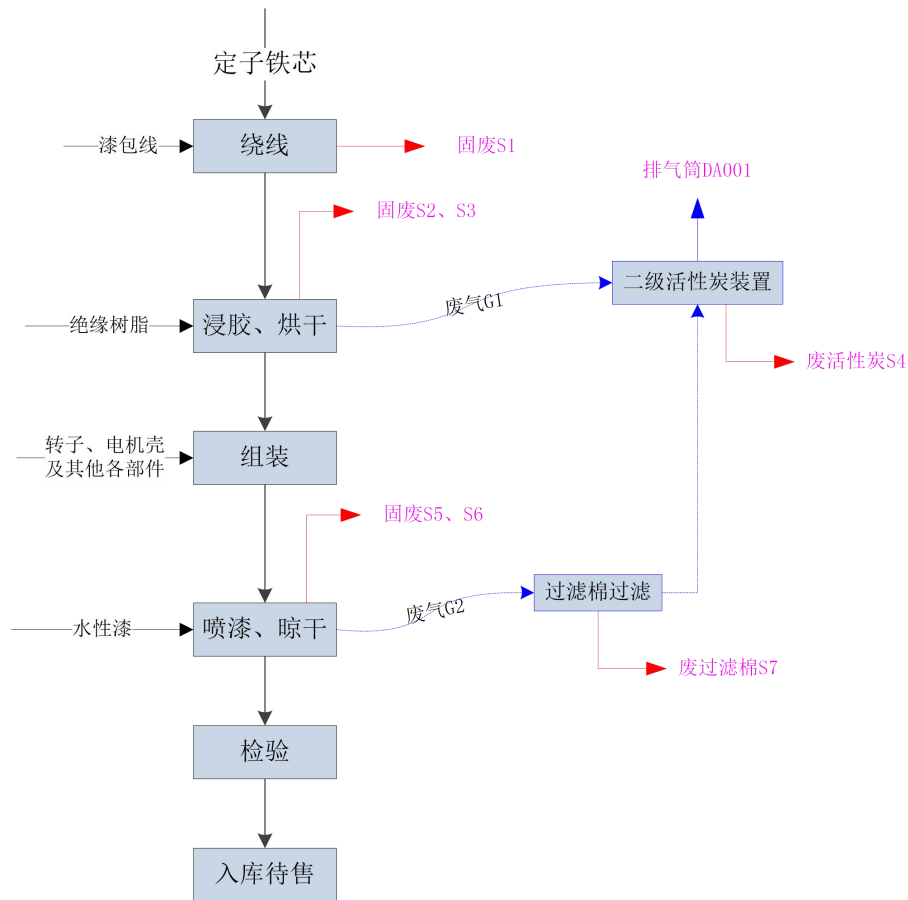 定子铁芯
漆包线
绕线
固废S1
排气筒DA001
固废S2、S3
二级活性炭装置
废气G1
绝缘树脂
浸胶、烘干
废活性炭S4
转子、电机壳
及其他各部件
组装
固废S5、S6
过滤棉过滤
废气G2
水性漆
喷漆、晾干
废过滤棉S7
检验
入库待售